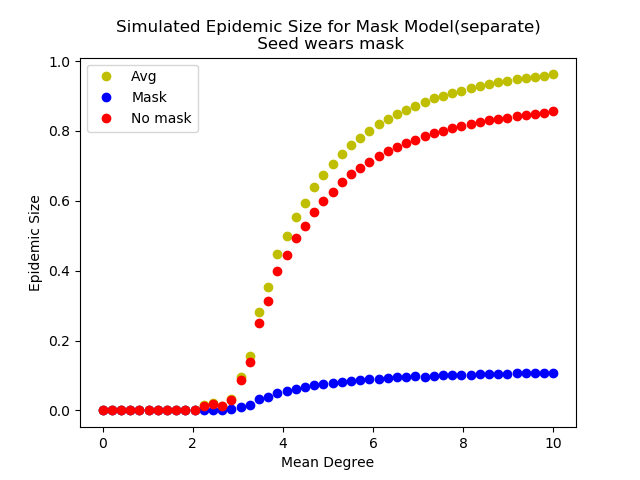 Simulated Epidemic Size for Mask Model(separate)
Seed wears mask
1.0
0.8
0.6
0.4
0.2
0.0
Epidemic Size
Avg
Mask
No mask
0 2 4 6 8 10
Mean Degree